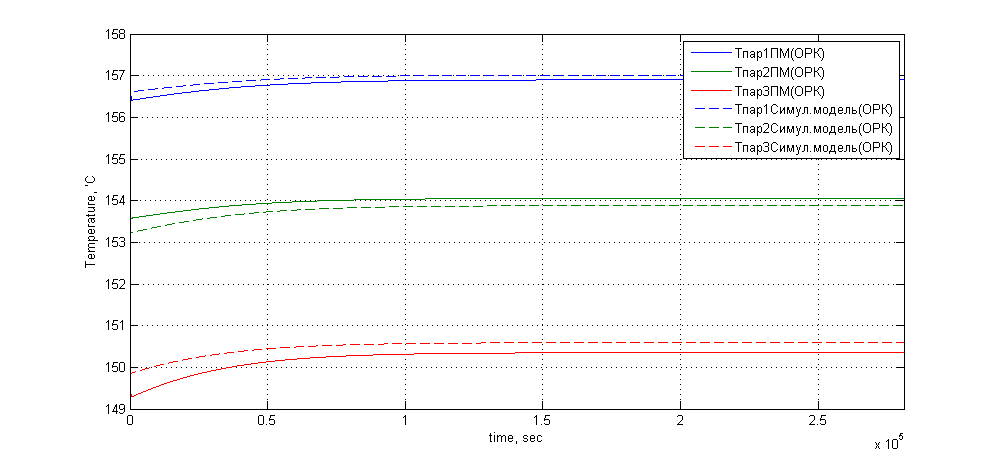 158
157
156
155
154
153
152
151
150
149
Temperature, 'C
0
0.5
1
1.5
2
2.5
x 10^5
time, sec
Тпар1ПМ(ОРК)
Тпар2ПМ(ОРК)
Тпар3ПМ(ОРК)
Тпар1Симул.модель(ОРК)
Тпар2Симул.модель(ОРК)
Тпар3Симул.модель(ОРК)